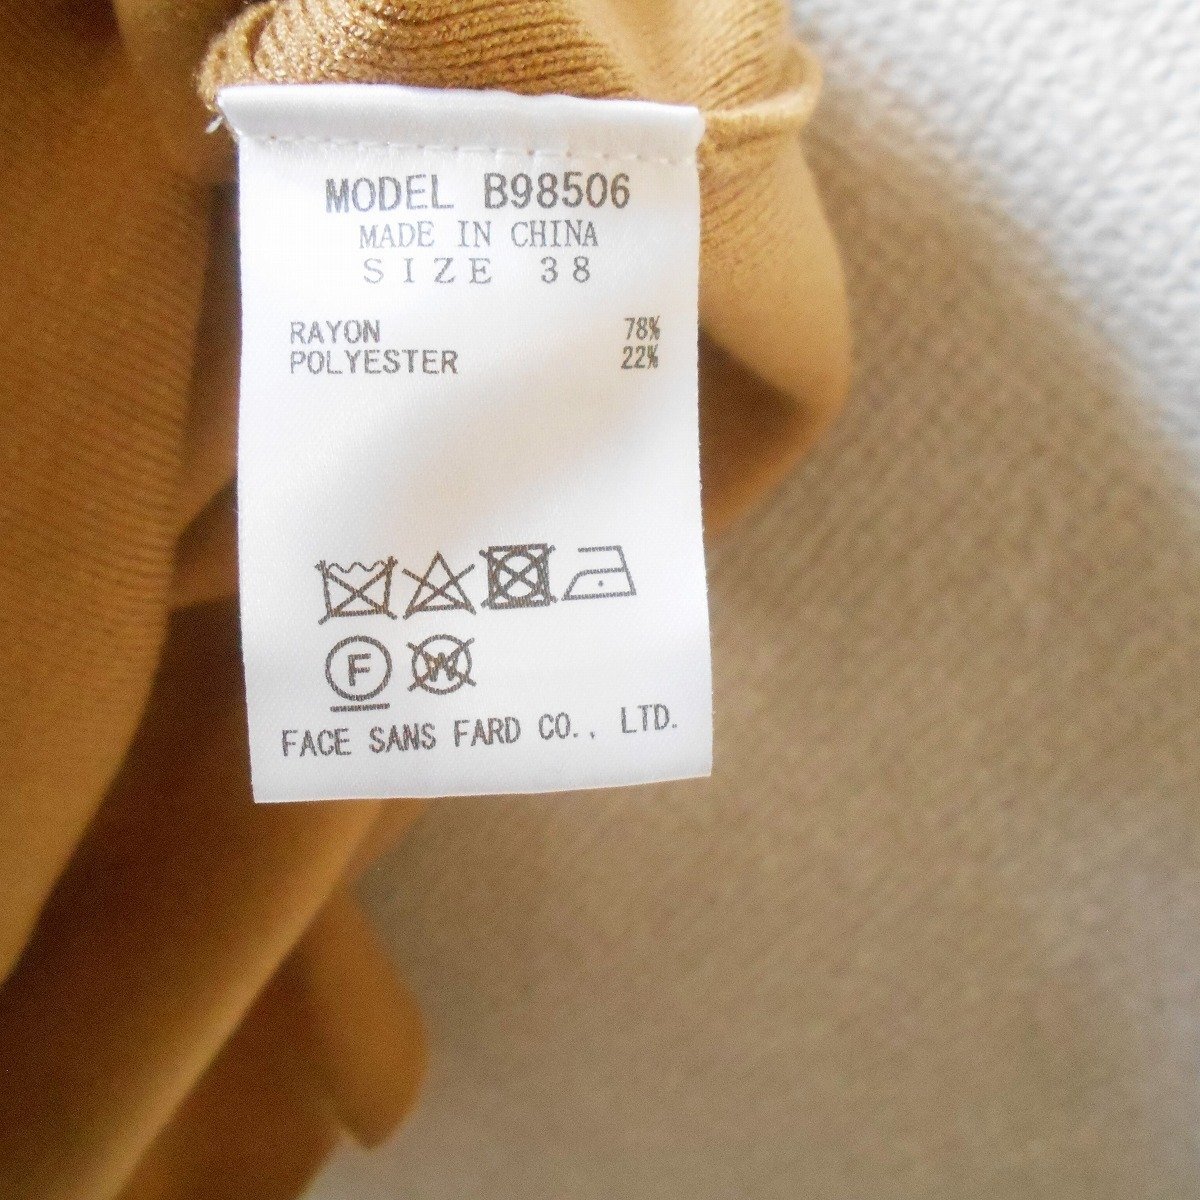 MODEL B98506
MADE IN CHINA
SIZE 38
RAYON 78%
POLYESTER 22%
F W
FACE SANS FARD CO., LTD.